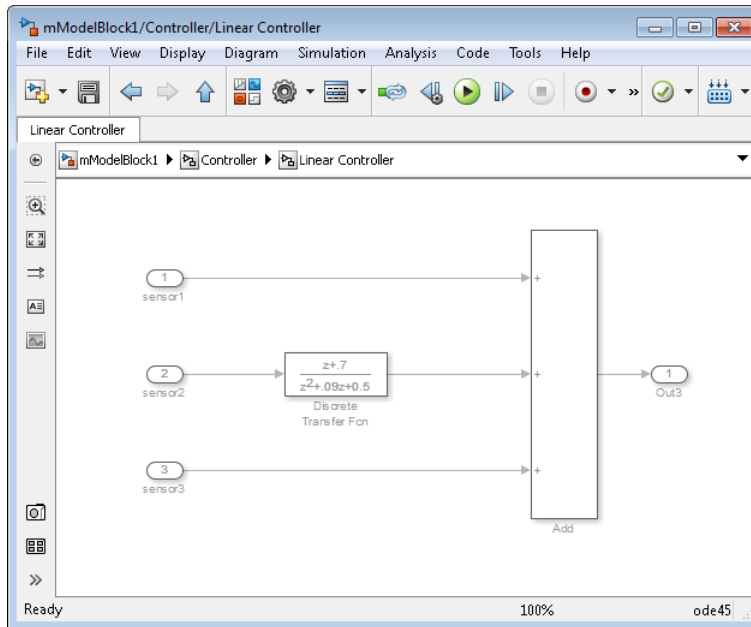 mModelBlock1/Controller/Linear Controller
File Edit View Display Diagram Simulation Analysis Code Tools Help
Linear Controller
mModelBlock1 Controller Linear Controller
1
sensor1
+
2
sensor2
z+.7
z²+.09z+0.5
Discrete
Transfer Fcn
+
1
Out3
3
sensor3
+
Add
Ready 100% ode45